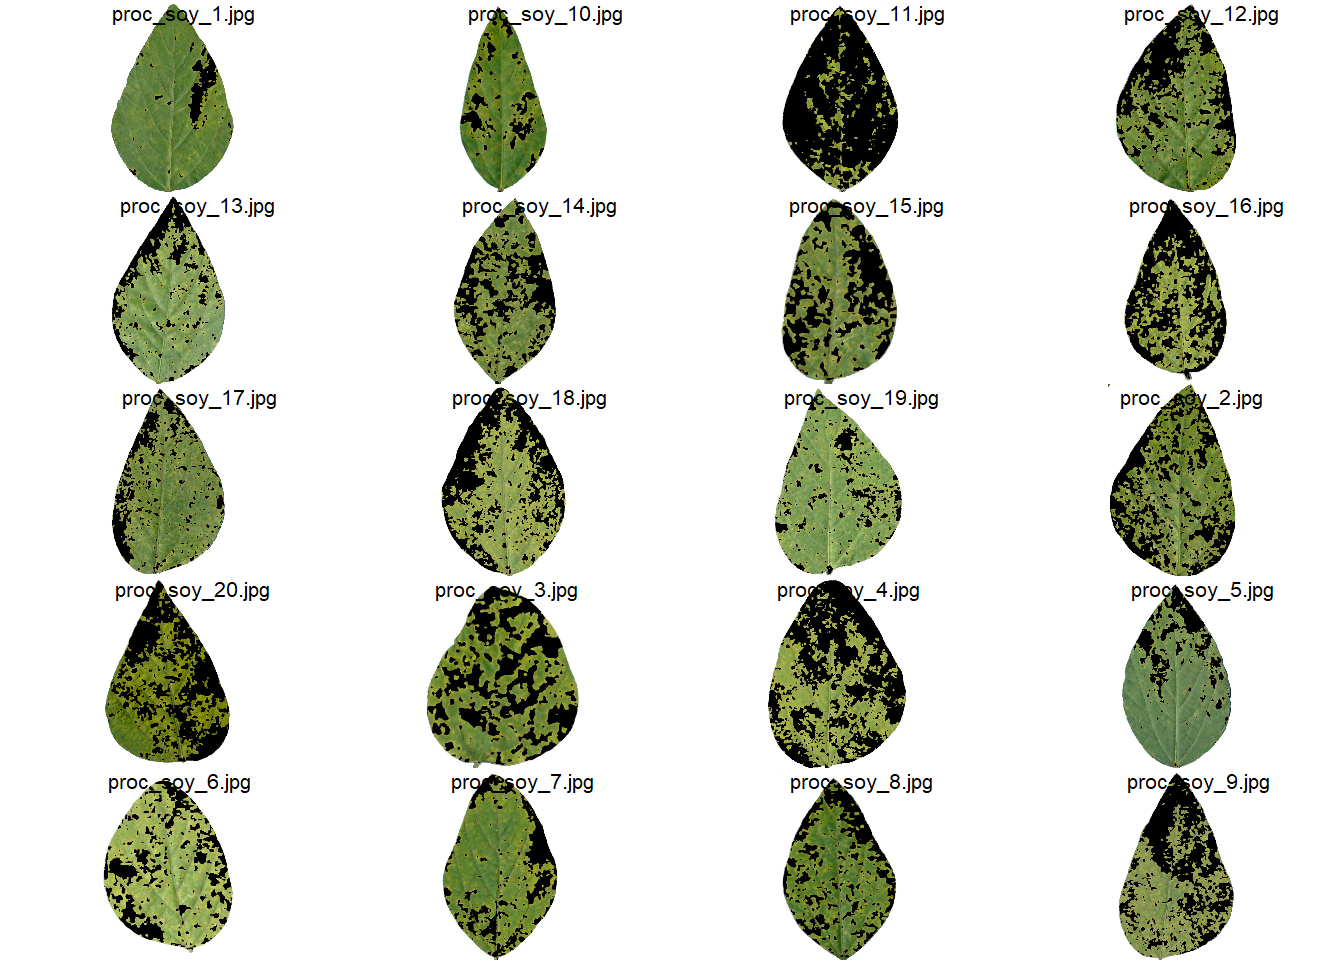 proc_soy_1.jpg
proc_soy_10.jpg
proc_soy_11.jpg
proc_soy_12.jpg
proc_soy_13.jpg
proc_soy_14.jpg
proc_soy_15.jpg
proc_soy_16.jpg
proc_soy_17.jpg
proc_soy_18.jpg
proc_soy_19.jpg
proc_soy_2.jpg
proc_soy_20.jpg
proc_soy_3.jpg
proc_soy_4.jpg
proc_soy_5.jpg
proc_soy_6.jpg
proc_soy_7.jpg
proc_soy_8.jpg
proc_soy_9.jpg